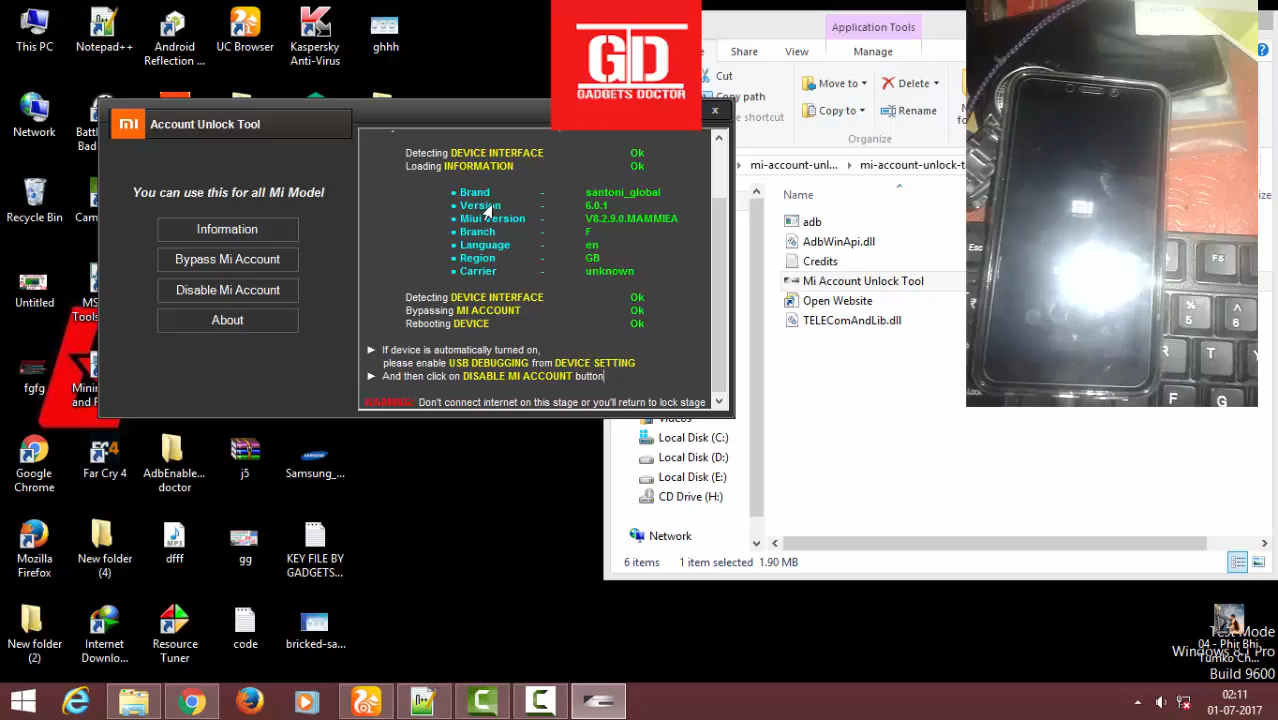 This PC
Notepad++
Android Reflection ...
UC Browser
Kaspersky Anti-Virus
ghhh
GD
GADGETS DOCTOR
Application Tools
Share
View
Manage
Cut
Copy path
shortcut
Move to
Delete
Copy to
Rename
Organize
mi-account-unl...
mi-account-unlock-t
Name
adb
AdbWinApi.dll
Credits
Mi Account Unlock Tool
Open Website
TELEComAndLib.dll
Network
Recycle Bin
Untitled
fgfg
mi Account Unlock Tool
x
You can use this for all Mi Model
Information
Bypass Mi Account
Disable Mi Account
About
Detecting DEVICE INTERFACE Ok
Loading INFORMATION Ok
• Brand - santoni_global
• Version - 6.0.1
• Miui Version - V8.2.9.0.MAMMIEA
• Branch - F
• Language - en
• Region - GB
• Carrier - unknown
Detecting DEVICE INTERFACE Ok
Bypassing MI ACCOUNT Ok
Rebooting DEVICE Ok
► If device is automatically turned on,
please enable USB DEBUGGING from DEVICE SETTING
► And then click on DISABLE MI ACCOUNT button
WARNING: Don't connect internet on this stage or you'll return to lock stage
Local Disk (C:)
Local Disk (D:)
Local Disk (E:)
CD Drive (H:)
Network
6 items 1 item selected 1.90 MB
Google Chrome
Far Cry 4
AdbEnable... doctor
j5
Samsung_...
Mozilla Firefox
New folder (4)
dfff
gg
KEY FILE BY GADGETS...
New folder (2)
Internet Downlo...
Resource Tuner
code
bricked-sa...
04 - Phir Bhi Tumko Ch...
Test Mode
Windows 8.1 Pro
Build 9600
02:11
01-07-2017